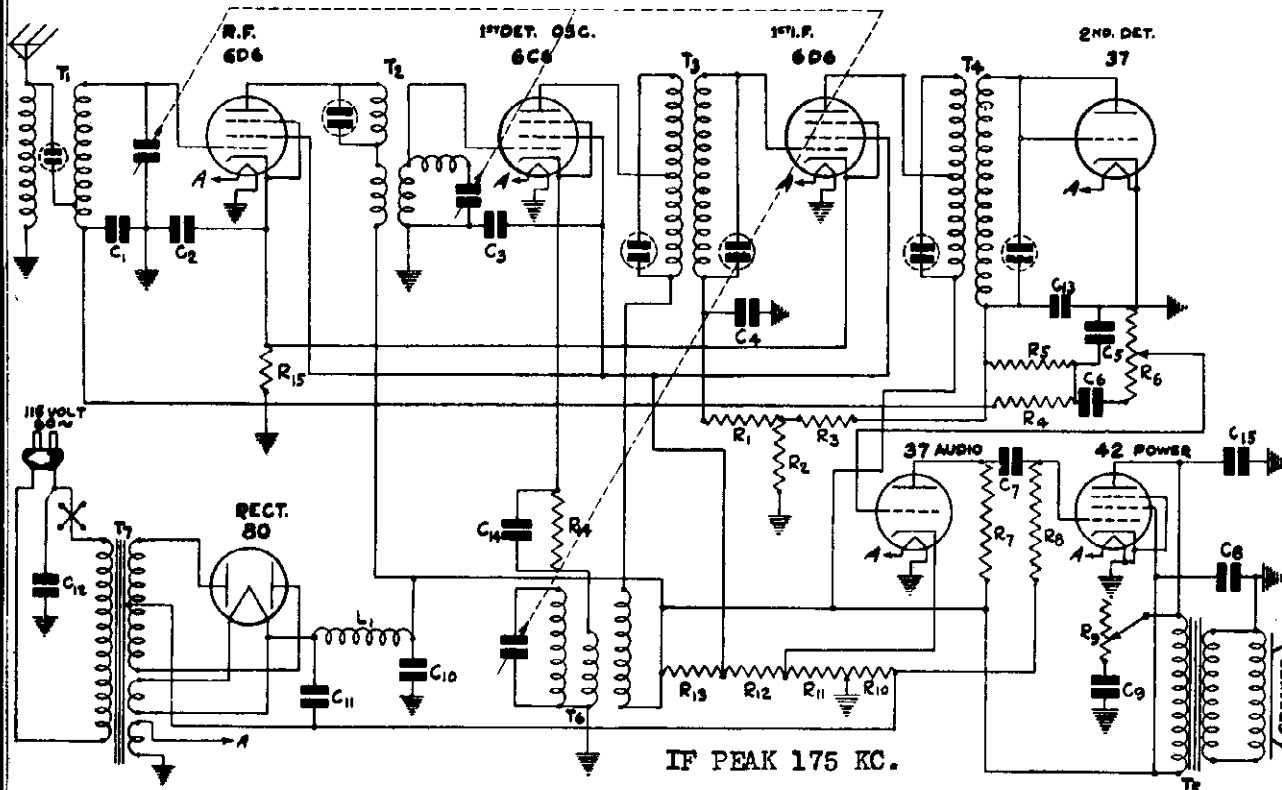 R.F.
6D6
1ST DET. OSC.
6C6
1ST I.F.
6D6
2ND. DET.
37
T1
T2
T3
T4
A
A
A
A
C1
C2
C3
C4
C13
C5
R5
R6
C6
R4
R15
R1
R3
R2
115 VOLT
60~
37 AUDIO
42 POWER
C15
C7
R7
R8
A
A
C8
RECT.
80
T7
C12
L1
C14
R14
C10
C11
R13
R12
R11
R10
R9
C9
T6
A
IF PEAK 175 KC.
T5